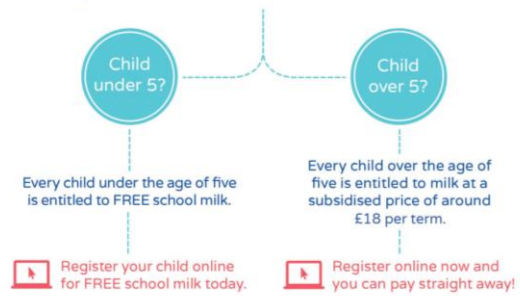 Child
under 5?
Every child under the age of five
is entitled to FREE school milk.
Register your child online
for FREE school milk today.
Child
over 5?
Every child over the age of
five is entitled to milk at a
subsidised price of around
£18 per term.
Register online now and
you can pay straight away!